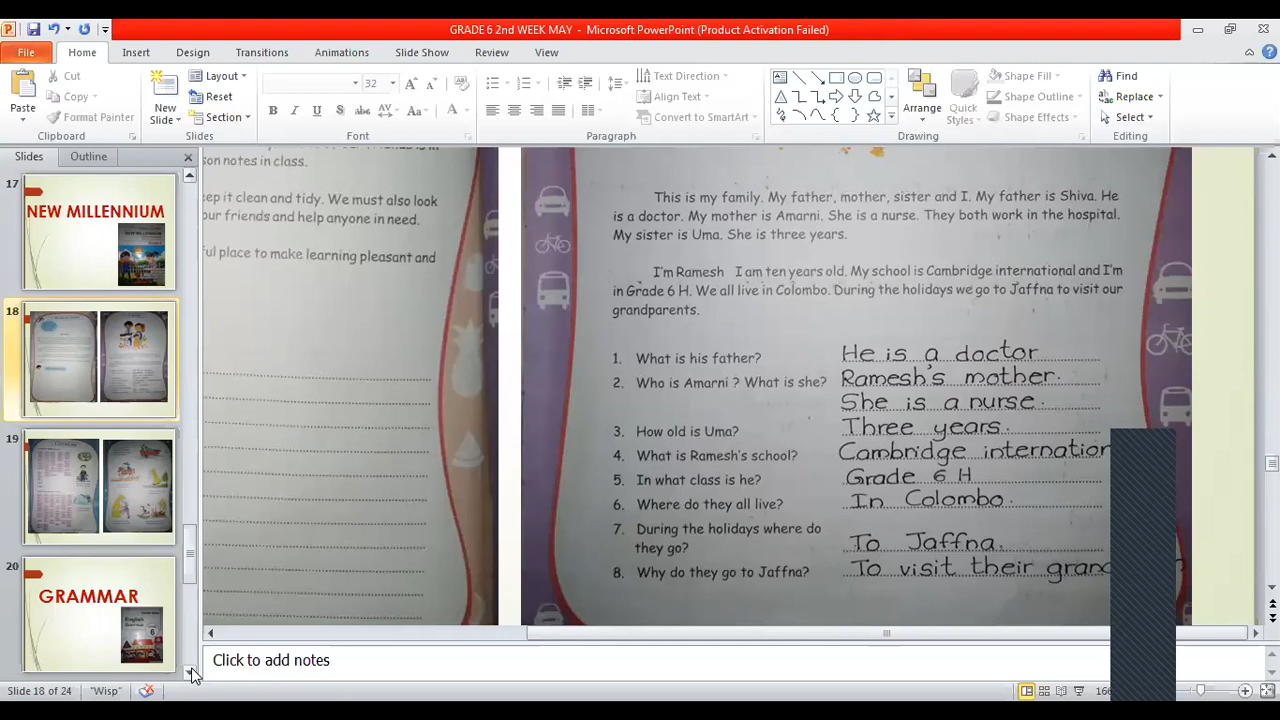 GRADE 6 2nd WEEK MAY - Microsoft PowerPoint (Product Activation Failed)
File Home Insert Design Transitions Animations Slide Show Review View
Cut
Copy
Format Painter
Paste
Clipboard
New
Slide
Layout
Reset
Section
Slides
32
B I U S abc AV Aa A
Font
Text Direction
Align Text
Convert to SmartArt
Paragraph
Arrange
Quick
Styles
Shape Fill
Shape Outline
Shape Effects
Drawing
Find
Replace
Select
Editing
Slides Outline
17
NEW MILLENNIUM
18
19
20
GRAMMAR
English
6
son notes in class.
eep it clean and tidy. We must also look
our friends and help anyone in need.
ful place to make learning pleasant and
This is my family. My father, mother, sister and I. My father is Shiva. He
is a doctor. My mother is Amarni. She is a nurse. They both work in the hospital.
My sister is Uma. She is three years.
I'm Ramesh I am ten years old. My school is Cambridge international and I'm
in Grade 6 H. We all live in Colombo. During the holidays we go to Jaffna to visit our
grandparents.
1. What is his father? He is a doctor
2. Who is Amarni ? What is she? Ramesh's mother.
She is a nurse.
3. How old is Uma? Three years.
4. What is Ramesh's school? Cambridge internation
5. In what class is he? Grade 6 H
6. Where do they all live? In Colombo.
7. During the holidays where do
they go? To Jaffna.
8. Why do they go to Jaffna? To visit their grand
Click to add notes
Slide 18 of 24 "Wisp" 166